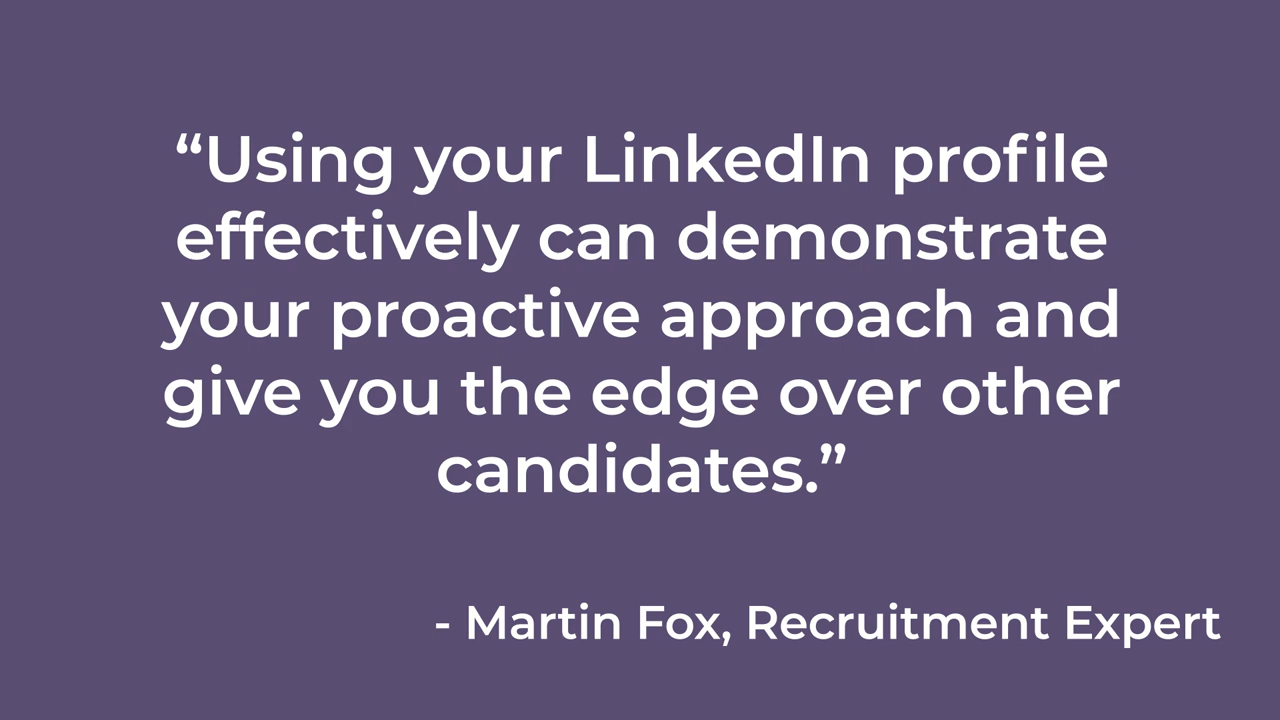 “Using your LinkedIn profile
effectively can demonstrate
your proactive approach and
give you the edge over other
candidates.”
- Martin Fox, Recruitment Expert